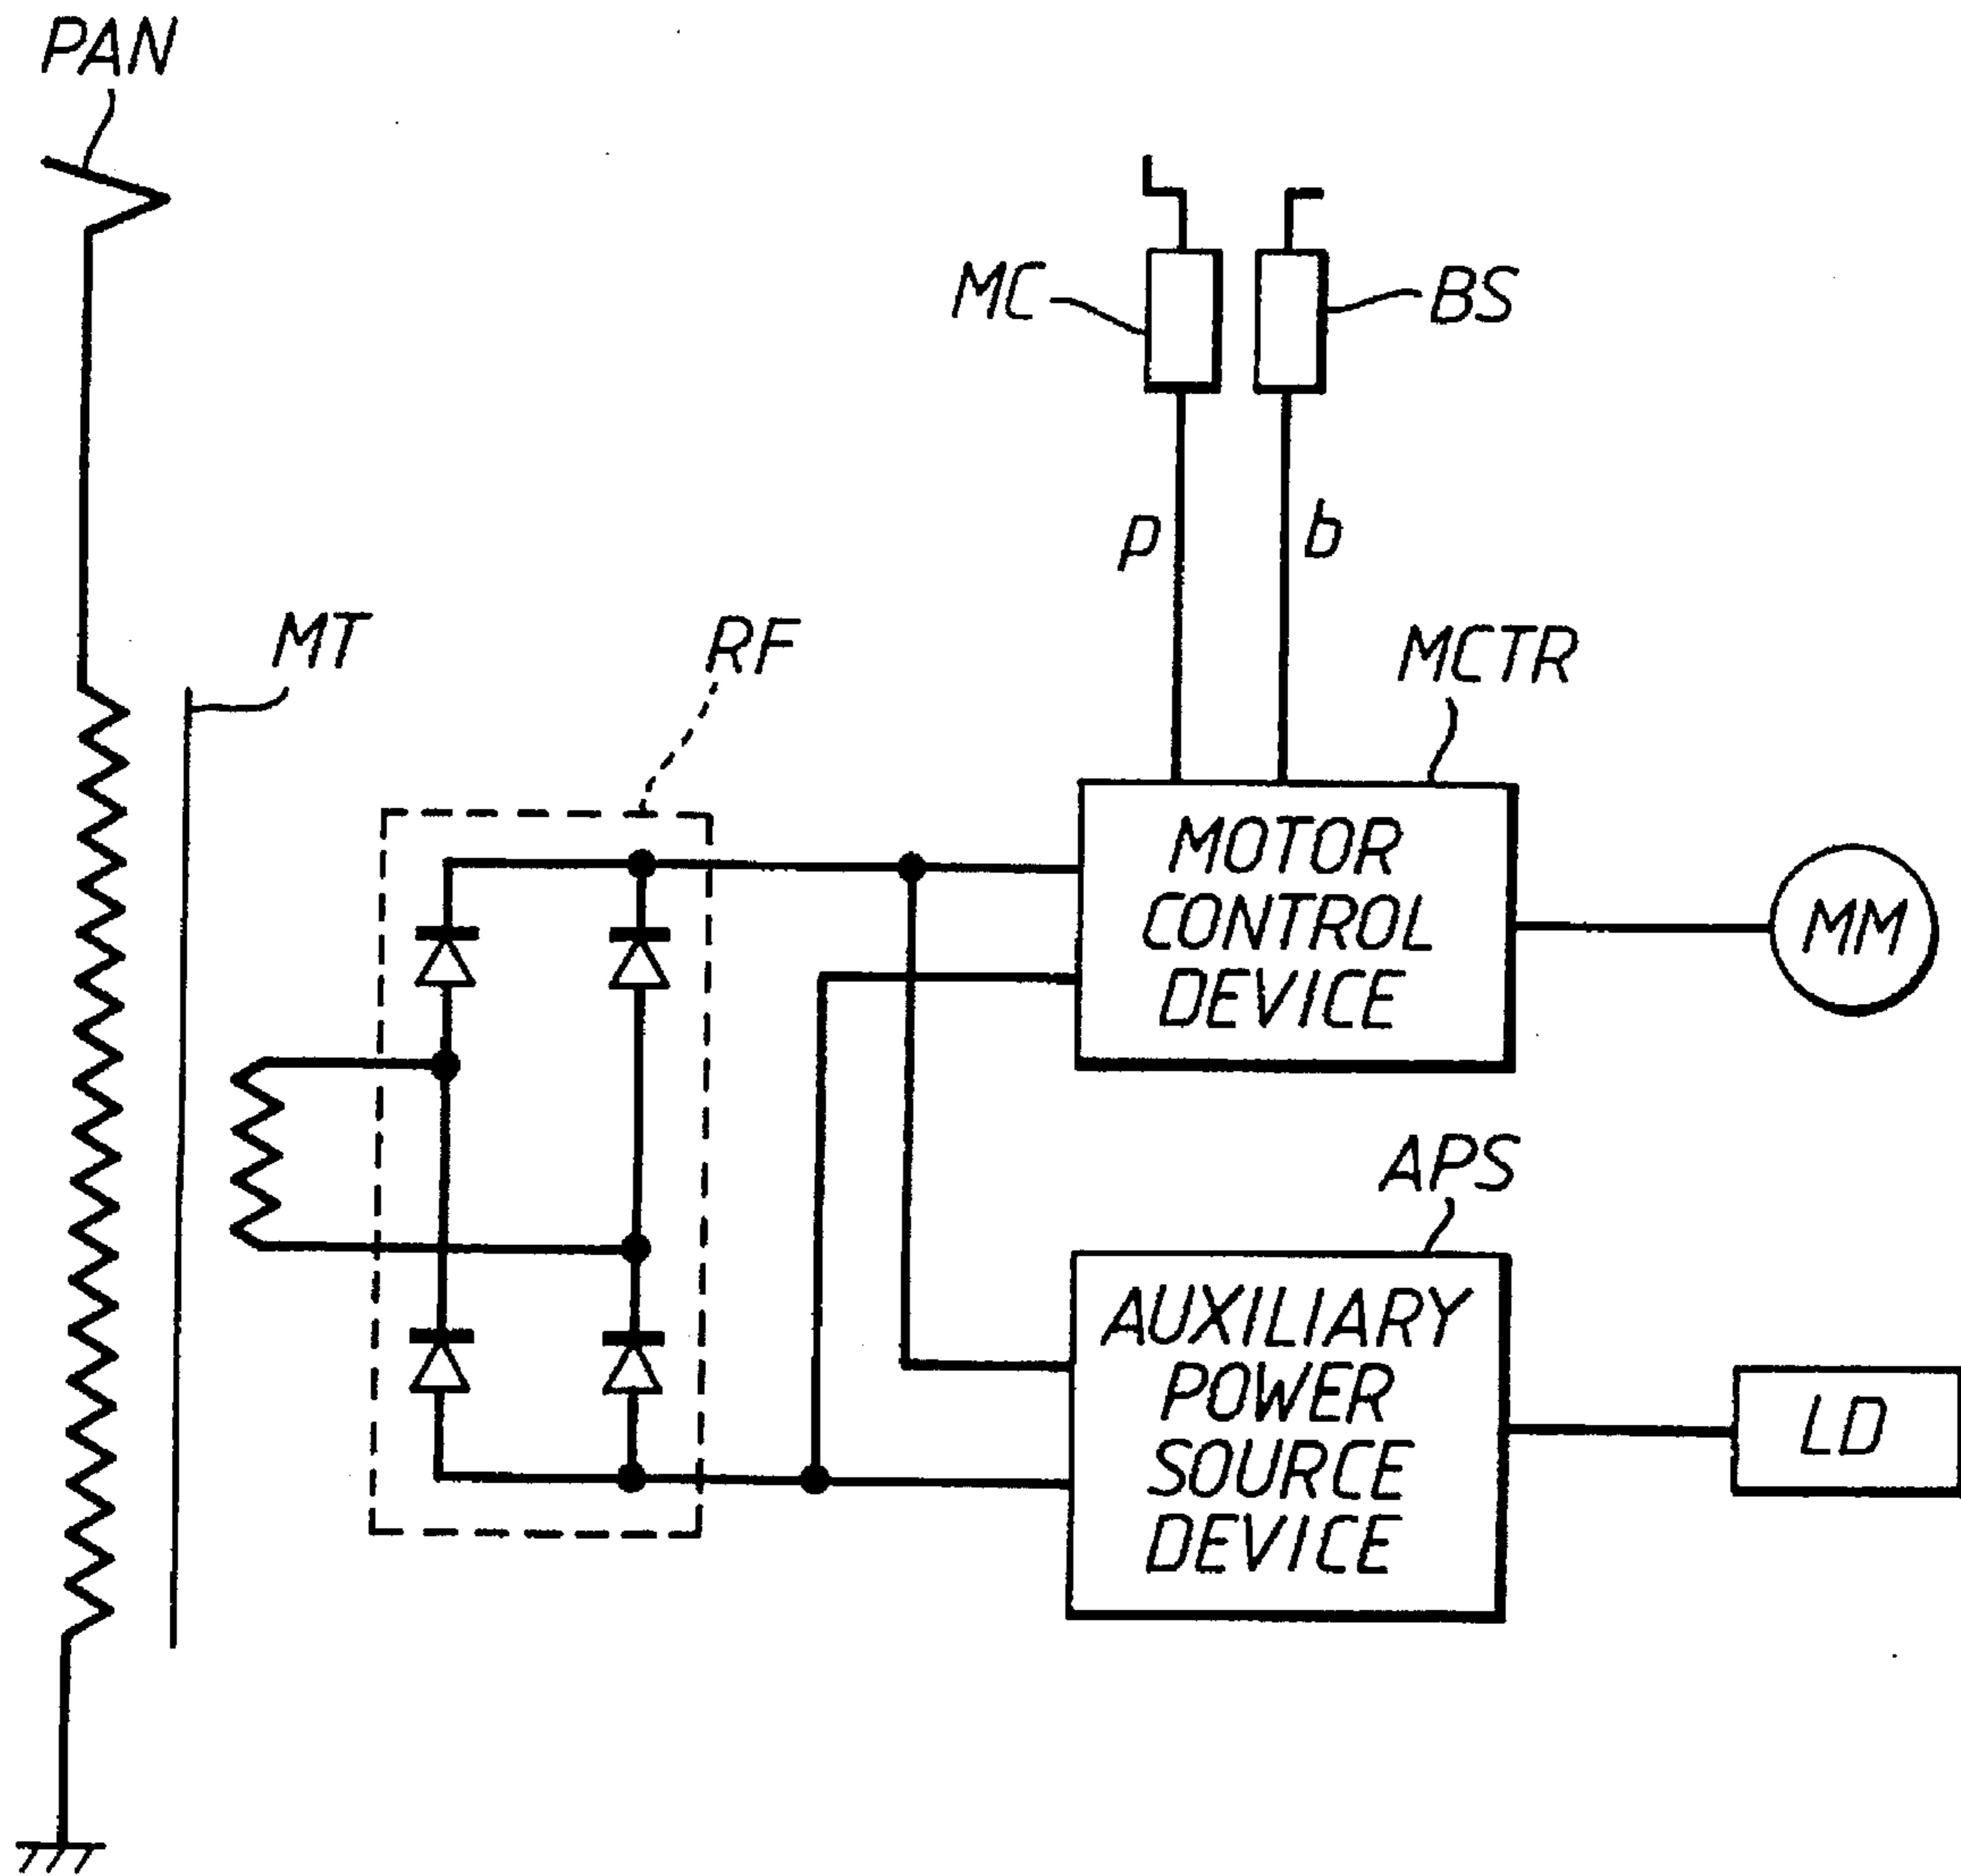 PAN
MC
BS
p
b
MT
RF
MCTR
MOTOR
CONTROL
DEVICE
MM
APS
AUXILIARY
POWER
SOURCE
DEVICE
LD